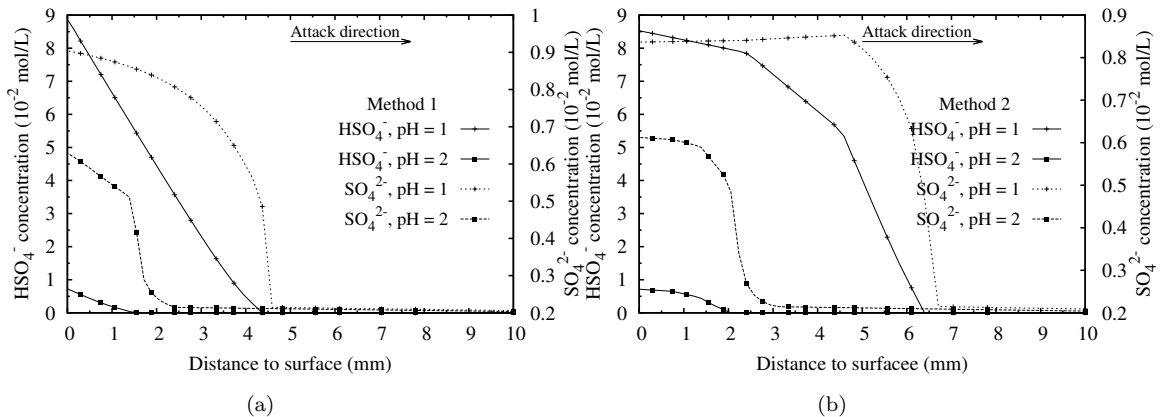 9
8
7
6
5
4
3
2
1
0
HSO₄⁻ concentration (10⁻² mol/L)
Attack direction
Method 1
HSO₄⁻, pH = 1
HSO₄⁻, pH = 2
SO₄²⁻, pH = 1
SO₄²⁻, pH = 2
1
0.9
0.8
0.7
0.6
0.5
0.4
0.3
0.2
SO₄²⁻ concentration (10⁻² mol/L)
0 1 2 3 4 5 6 7 8 9 10
Distance to surface (mm)
(a)
9
8
7
6
5
4
3
2
1
0
HSO₄⁻ concentration (10⁻² mol/L)
Attack direction
Method 2
HSO₄⁻, pH = 1
HSO₄⁻, pH = 2
SO₄²⁻, pH = 1
SO₄²⁻, pH = 2
0.9
0.8
0.7
0.6
0.5
0.4
0.3
0.2
SO₄²⁻ concentration (10⁻² mol/L)
0 1 2 3 4 5 6 7 8 9 10
Distance to surfacee (mm)
(b)